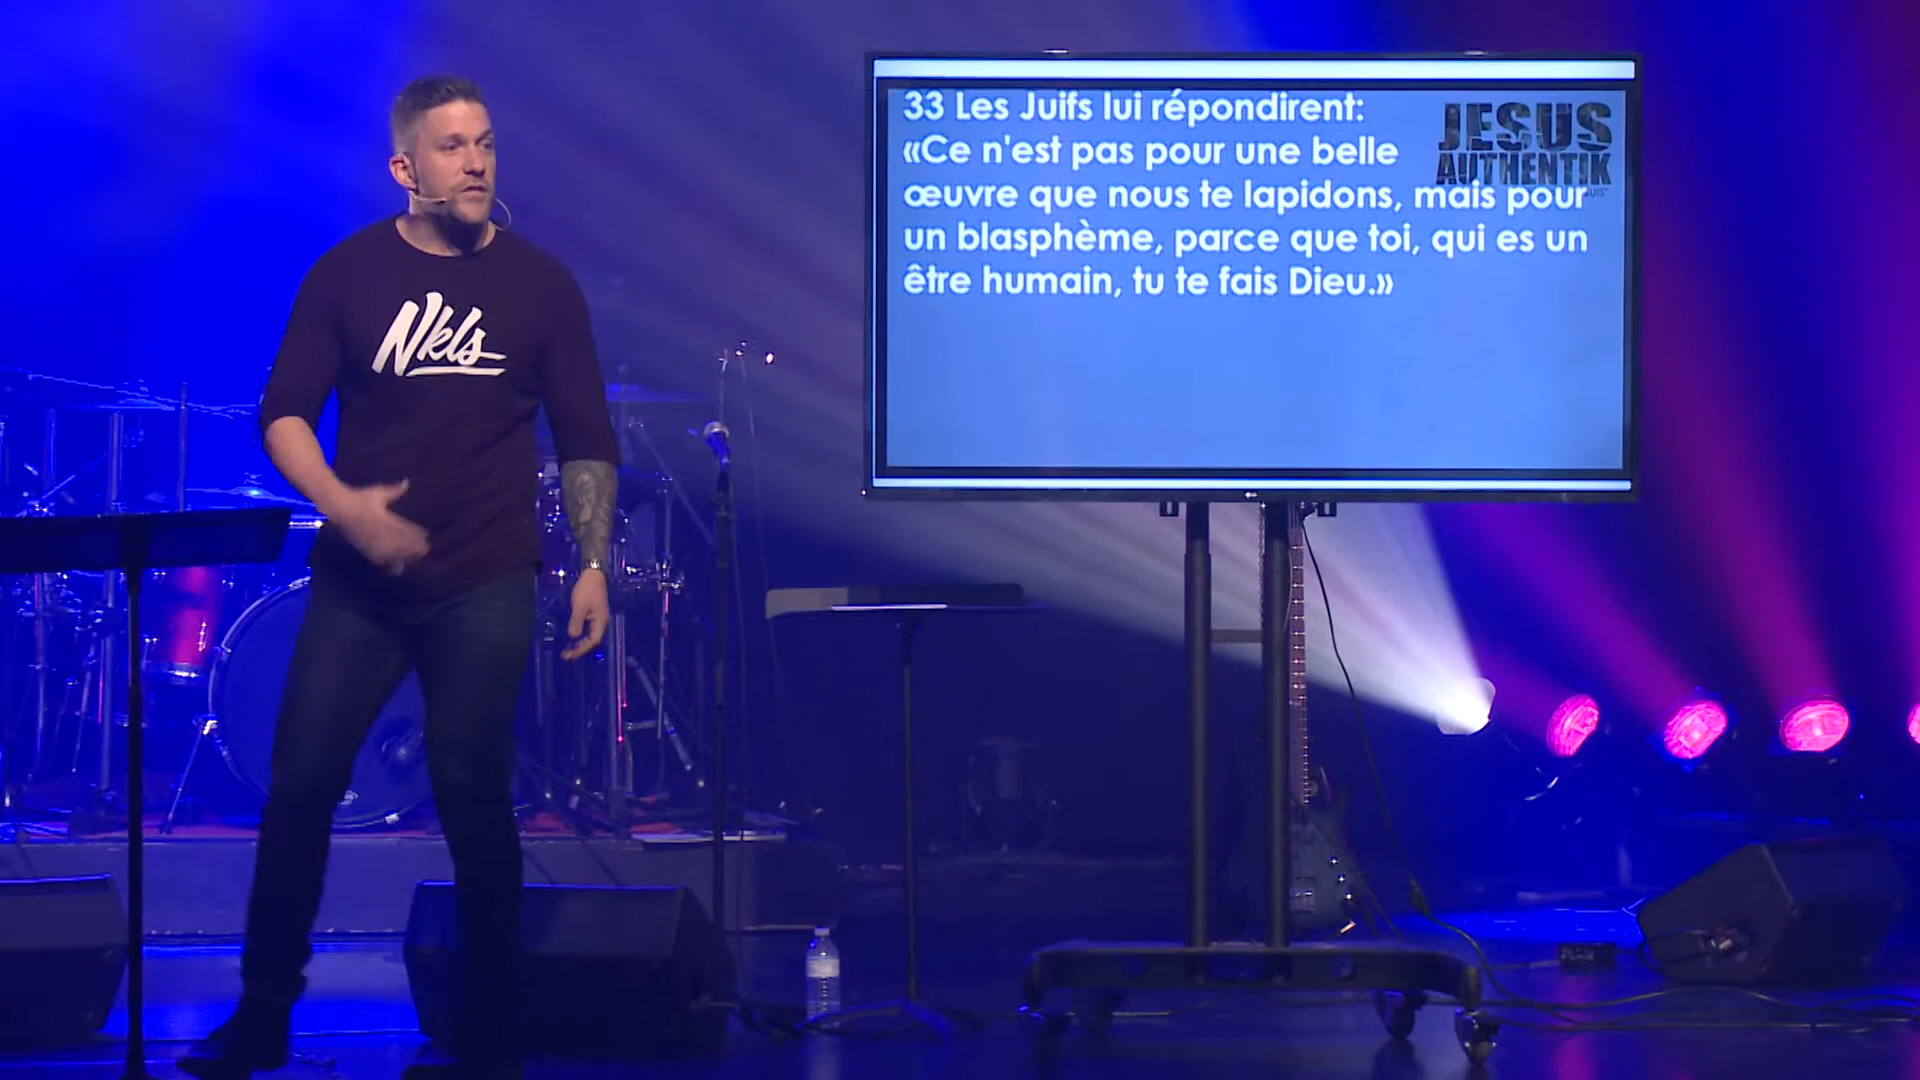 33 Les Juifs lui répondirent:
«Ce n'est pas pour une belle
œuvre que nous te lapidons, mais pour
un blasphème, parce que toi, qui es un
être humain, tu te fais Dieu.»
JESUS
AUTHENTIK
Nkls